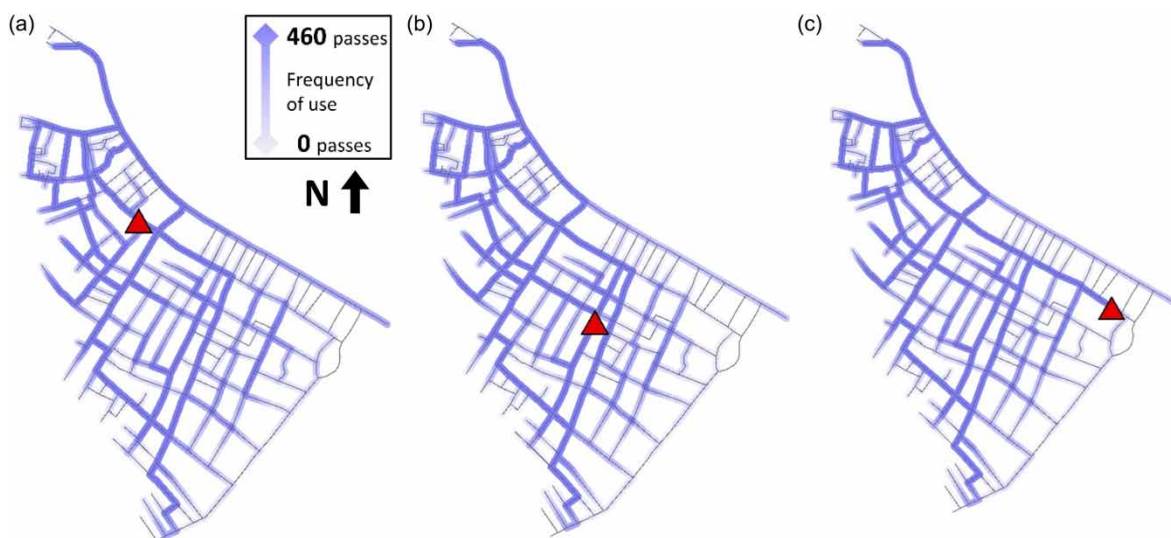 (a)
460 passes
Frequency
of use
0 passes
N
(b)
(c)